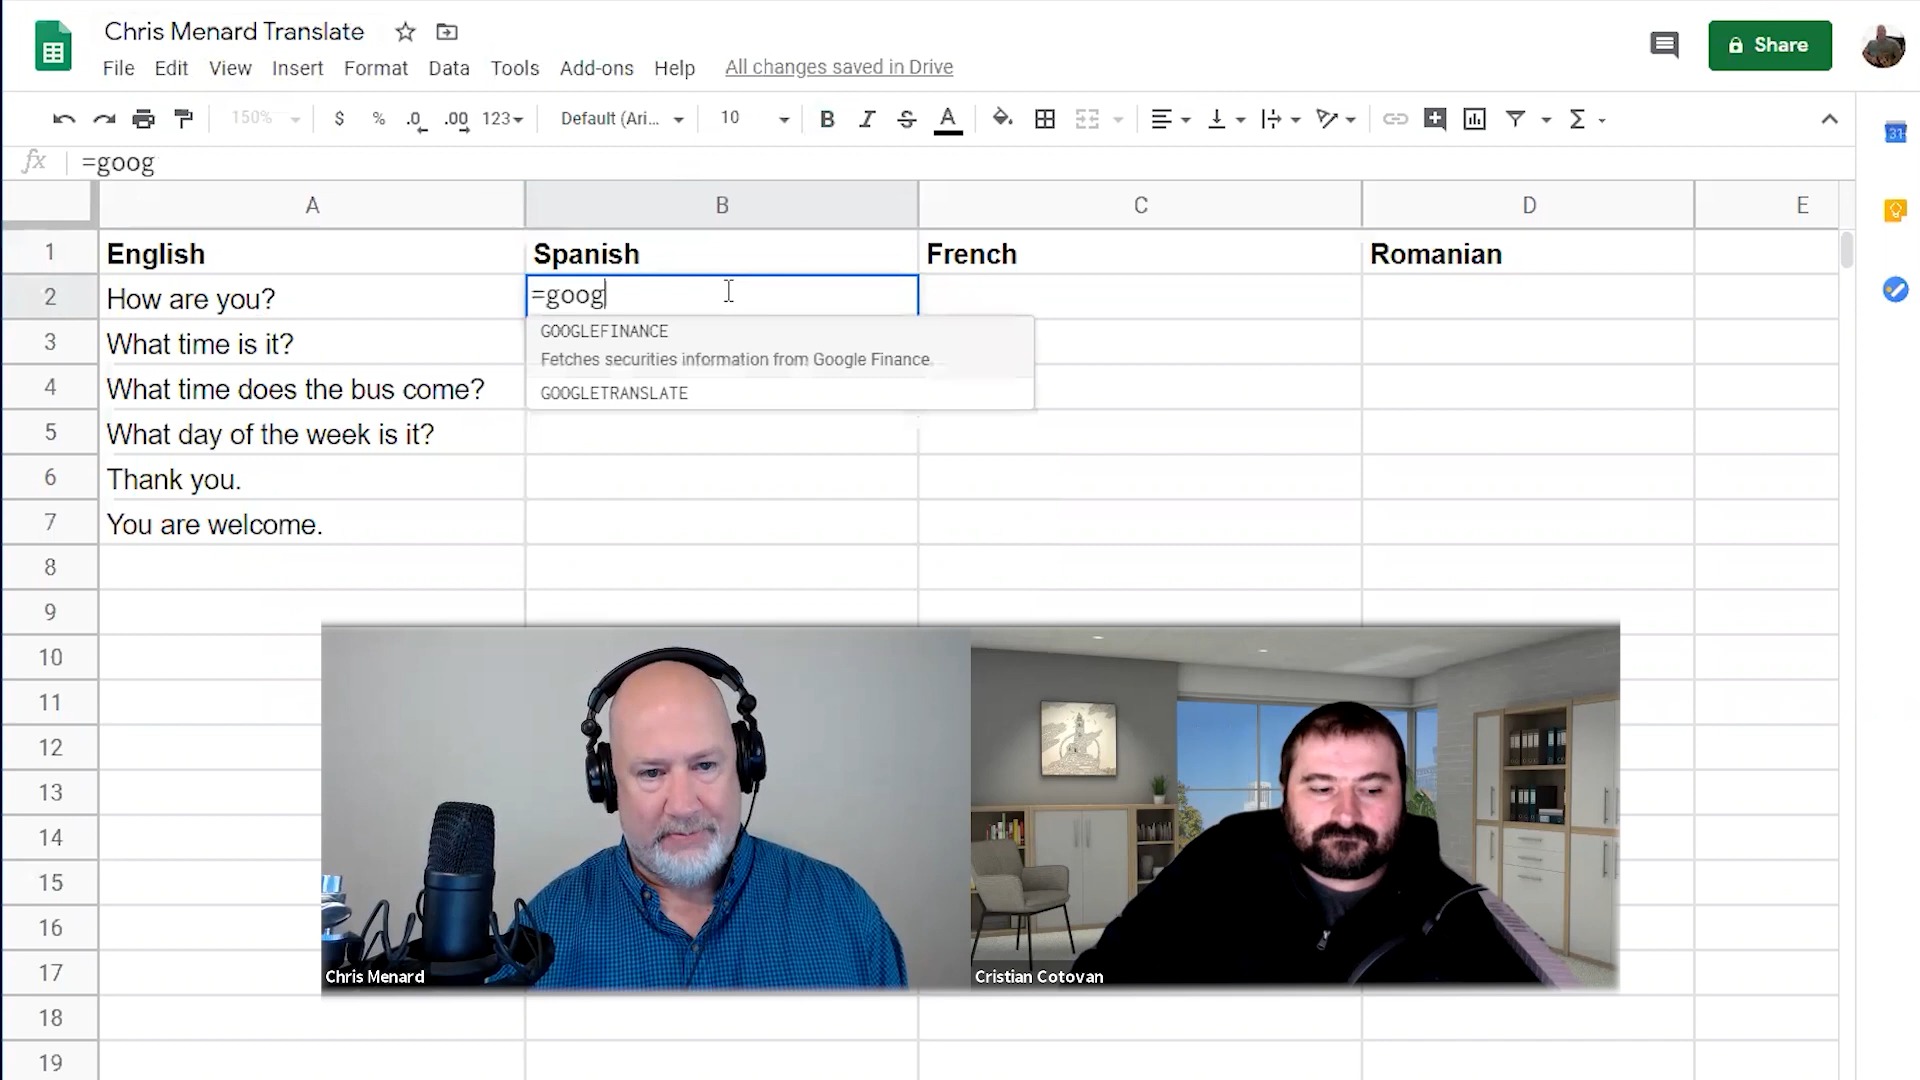 Chris Menard Translate
File Edit View Insert Format Data Tools Add-ons Help All changes saved in Drive
Share
150% $ % .0 .00 123 Default (Ari... 10 B I S A
31
fx =goog
A B C D E
1 English Spanish French Romanian
2 How are you? =goog
GOOGLEFINANCE
Fetches securities information from Google Finance.
GOOGLETRANSLATE
3 What time is it?
4 What time does the bus come?
5 What day of the week is it?
6 Thank you.
7 You are welcome.
8
9
10
11
12
13
14
15
16
17
18
19
Chris Menard
Cristian Cotovan